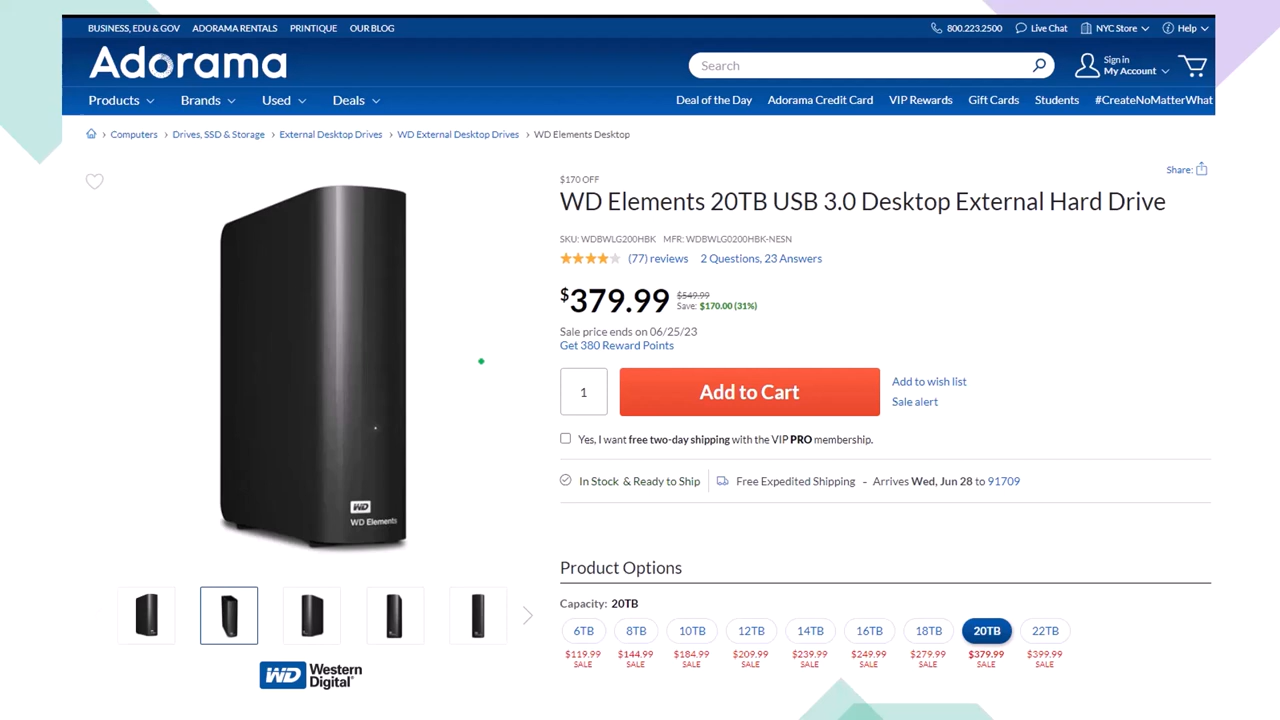 BUSINESS, EDU & GOV ADORAMA RENTALS PRINTIQUE OUR BLOG 800.223.2500 Live Chat NYC Store Help
Adorama Search Sign in
My Account
Products Brands Used Deals Deal of the Day Adorama Credit Card VIP Rewards Gift Cards Students #CreateNoMatterWhat
Computers > Drives, SSD & Storage > External Desktop Drives > WD External Desktop Drives > WD Elements Desktop
Share:
$170 OFF
WD Elements 20TB USB 3.0 Desktop External Hard Drive
SKU: WDBWLG200HBK MFR: WDBWLG0200HBK-NESN
(77) reviews 2 Questions, 23 Answers
$379.99 $549.99
Save: $170.00 (31%)
Sale price ends on 06/25/23
Get 380 Reward Points
1 Add to Cart Add to wish list
Sale alert
Yes, I want free two-day shipping with the VIP PRO membership.
In Stock & Ready to Ship Free Expedited Shipping - Arrives Wed, Jun 28 to 91709
WD
WD Elements
Product Options
Capacity: 20TB
6TB 8TB 10TB 12TB 14TB 16TB 18TB 20TB 22TB
$119.99 $144.99 $184.99 $209.99 $239.99 $249.99 $279.99 $379.99 $399.99
SALE SALE SALE SALE SALE SALE SALE SALE SALE
WD Western
Digital